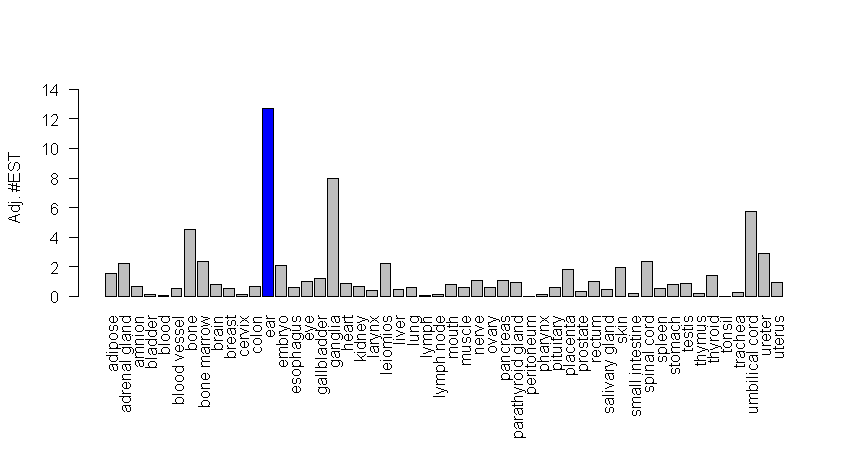 14
12
10
8
6
4
2
0
Adj. #EST
adipose
adrenal gland
amnion
bladder
blood
blood vessel
bone
bone marrow
brain
breast
cervix
colon
ear
embryo
esophagus
eye
gallbladder
ganglia
heart
kidney
larynx
leiomios
liver
lung
lymph
lymph node
mouth
muscle
nerve
ovary
pancreas
parathyroid gland
peritoneum
pharynx
pituitary
placenta
prostate
rectum
salivary gland
skin
small intestine
spinal cord
spleen
stomach
testis
thymus
thyroid
tonsil
trachea
umbilical cord
ureter
uterus